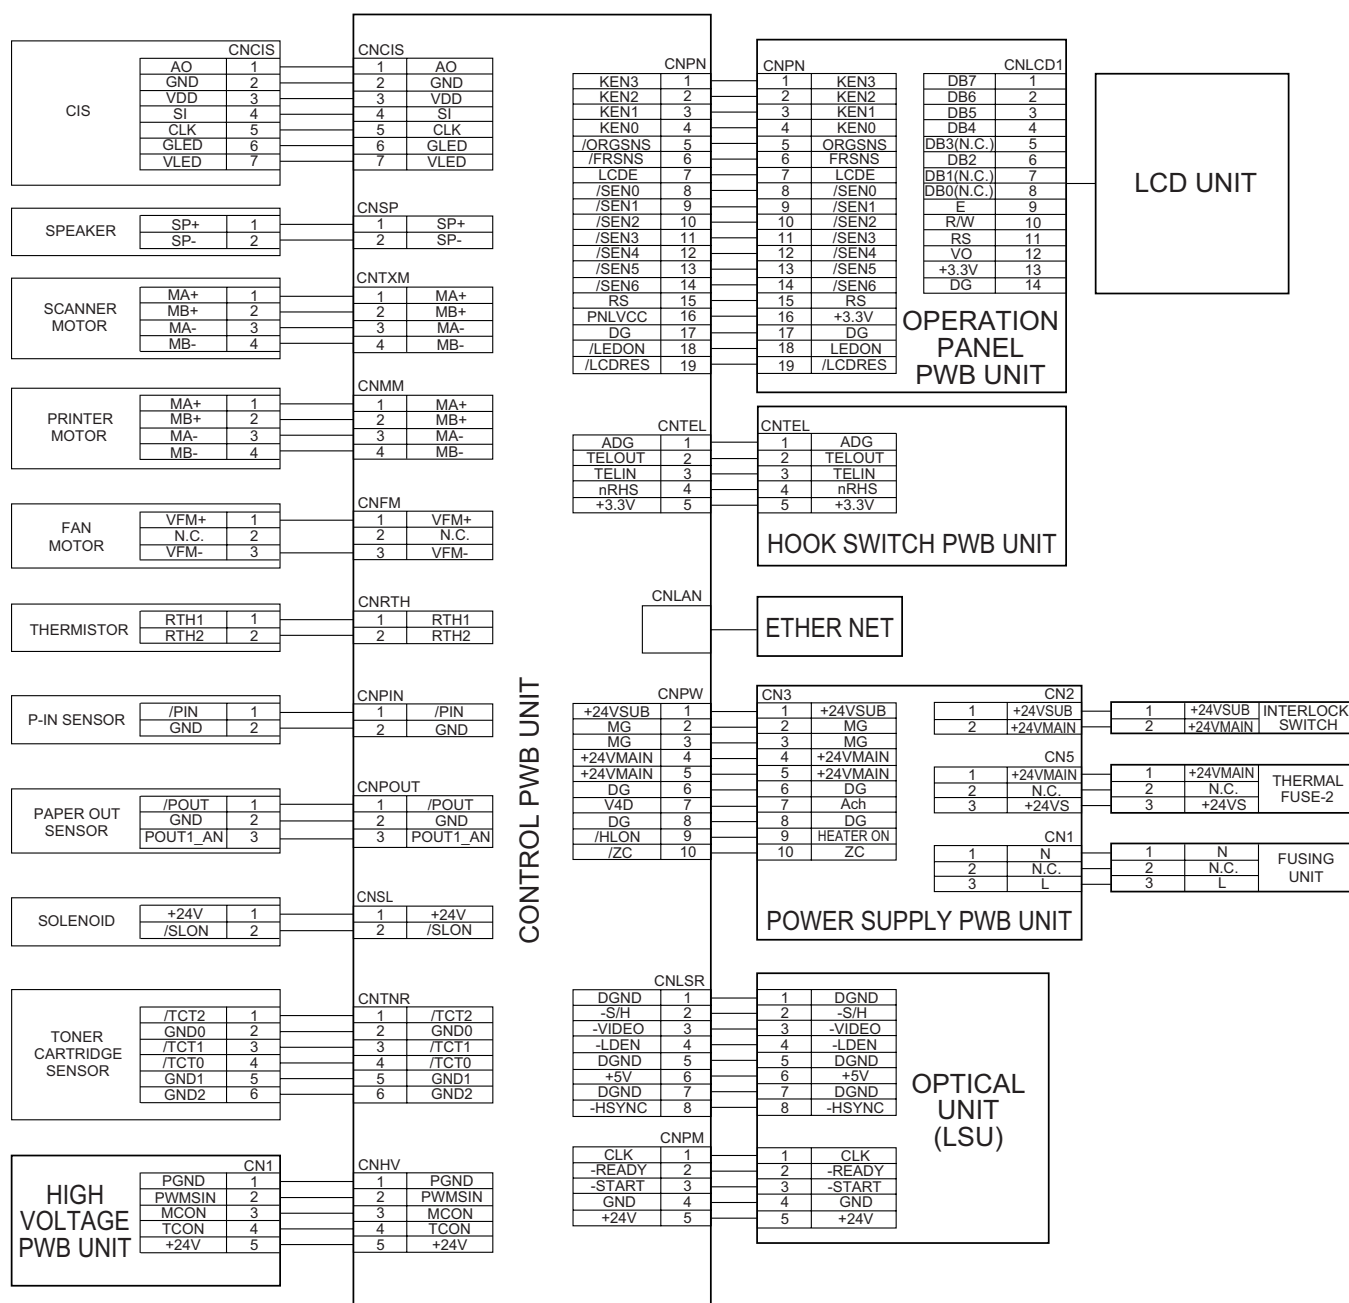 CNCIS
CIS
AO 1
GND 2
VDD 3
SI 4
CLK 5
GLED 6
VLED 7
SPEAKER
SP+ 1
SP- 2
SCANNER
MOTOR
MA+ 1
MB+ 2
MA- 3
MB- 4
PRINTER
MOTOR
MA+ 1
MB+ 2
MA- 3
MB- 4
FAN
MOTOR
VFM+ 1
N.C. 2
VFM- 3
THERMISTOR
RTH1 1
RTH2 2
P-IN SENSOR
/PIN 1
GND 2
PAPER OUT
SENSOR
/POUT 1
GND 2
POUT1_AN 3
SOLENOID
+24V 1
/SLON 2
TONER
CARTRIDGE
SENSOR
/TCT2 1
GND0 2
/TCT1 3
/TCT0 4
GND1 5
GND2 6
HIGH
VOLTAGE
PWB UNIT
CN1
PGND 1
PWMSIN 2
MCON 3
TCON 4
+24V 5
CNCIS
1 AO
2 GND
3 VDD
4 SI
5 CLK
6 GLED
7 VLED
CNSP
1 SP+
2 SP-
CNTXM
1 MA+
2 MB+
3 MA-
4 MB-
CNMM
1 MA+
2 MB+
3 MA-
4 MB-
CNFM
1 VFM+
2 N.C.
3 VFM-
CNRTH
1 RTH1
2 RTH2
CNPIN
1 /PIN
2 GND
CNPOUT
1 /POUT
2 GND
3 POUT1_AN
CNSL
1 +24V
2 /SLON
CNTNR
1 /TCT2
2 GND0
3 /TCT1
4 /TCT0
5 GND1
6 GND2
CNHV
1 PGND
2 PWMSIN
3 MCON
4 TCON
5 +24V
CONTROL PWB UNIT
CNPN
KEN3 1
KEN2 2
KEN1 3
KEN0 4
/ORGSNS 5
/FRSNS 6
LCDE 7
/SEN0 8
/SEN1 9
/SEN2 10
/SEN3 11
/SEN4 12
/SEN5 13
/SEN6 14
RS 15
PNLVCC 16
DG 17
/LEDON 18
/LCDRES 19
CNTEL
ADG 1
TELOUT 2
TELIN 3
nRHS 4
+3.3V 5
CNLAN
CNPW
+24VSUB 1
MG 2
MG 3
+24VMAIN 4
+24VMAIN 5
DG 6
V4D 7
DG 8
/HLON 9
/ZC 10
CNLSR
DGND 1
-S/H 2
-VIDEO 3
-LDEN 4
DGND 5
+5V 6
DGND 7
-HSYNC 8
CNPM
CLK 1
-READY 2
-START 3
GND 4
+24V 5
CNPN
1 KEN3
2 KEN2
3 KEN1
4 KEN0
5 ORGSNS
6 FRSNS
7 LCDE
8 /SEN0
9 /SEN1
10 /SEN2
11 /SEN3
12 /SEN4
13 /SEN5
14 /SEN6
15 RS
16 +3.3V
17 DG
18 LEDON
19 /LCDRES
CNLCD1
DB7 1
DB6 2
DB5 3
DB4 4
DB3(N.C.) 5
DB2 6
DB1(N.C.) 7
DB0(N.C.) 8
E 9
R/W 10
RS 11
VO 12
+3.3V 13
DG 14
OPERATION
PANEL
PWB UNIT
LCD UNIT
CNTEL
1 ADG
2 TELOUT
3 TELIN
4 nRHS
5 +3.3V
HOOK SWITCH PWB UNIT
ETHER NET
CN3
1 +24VSUB
2 MG
3 MG
4 +24VMAIN
5 +24VMAIN
6 DG
7 Ach
8 DG
9 HEATER ON
10 ZC
CN2
1 +24VSUB
2 +24VMAIN
CN5
1 +24VMAIN
2 N.C.
3 +24VS
CN1
1 N
2 N.C.
3 L
POWER SUPPLY PWB UNIT
1 +24VSUB
2 +24VMAIN
INTERLOCK
SWITCH
1 +24VMAIN
2 N.C.
3 +24VS
THERMAL
FUSE-2
1 N
2 N.C.
3 L
FUSING
UNIT
1 DGND
2 -S/H
3 -VIDEO
4 -LDEN
5 DGND
6 +5V
7 DGND
8 -HSYNC
1 CLK
2 -READY
3 -START
4 GND
5 +24V
OPTICAL
UNIT
(LSU)